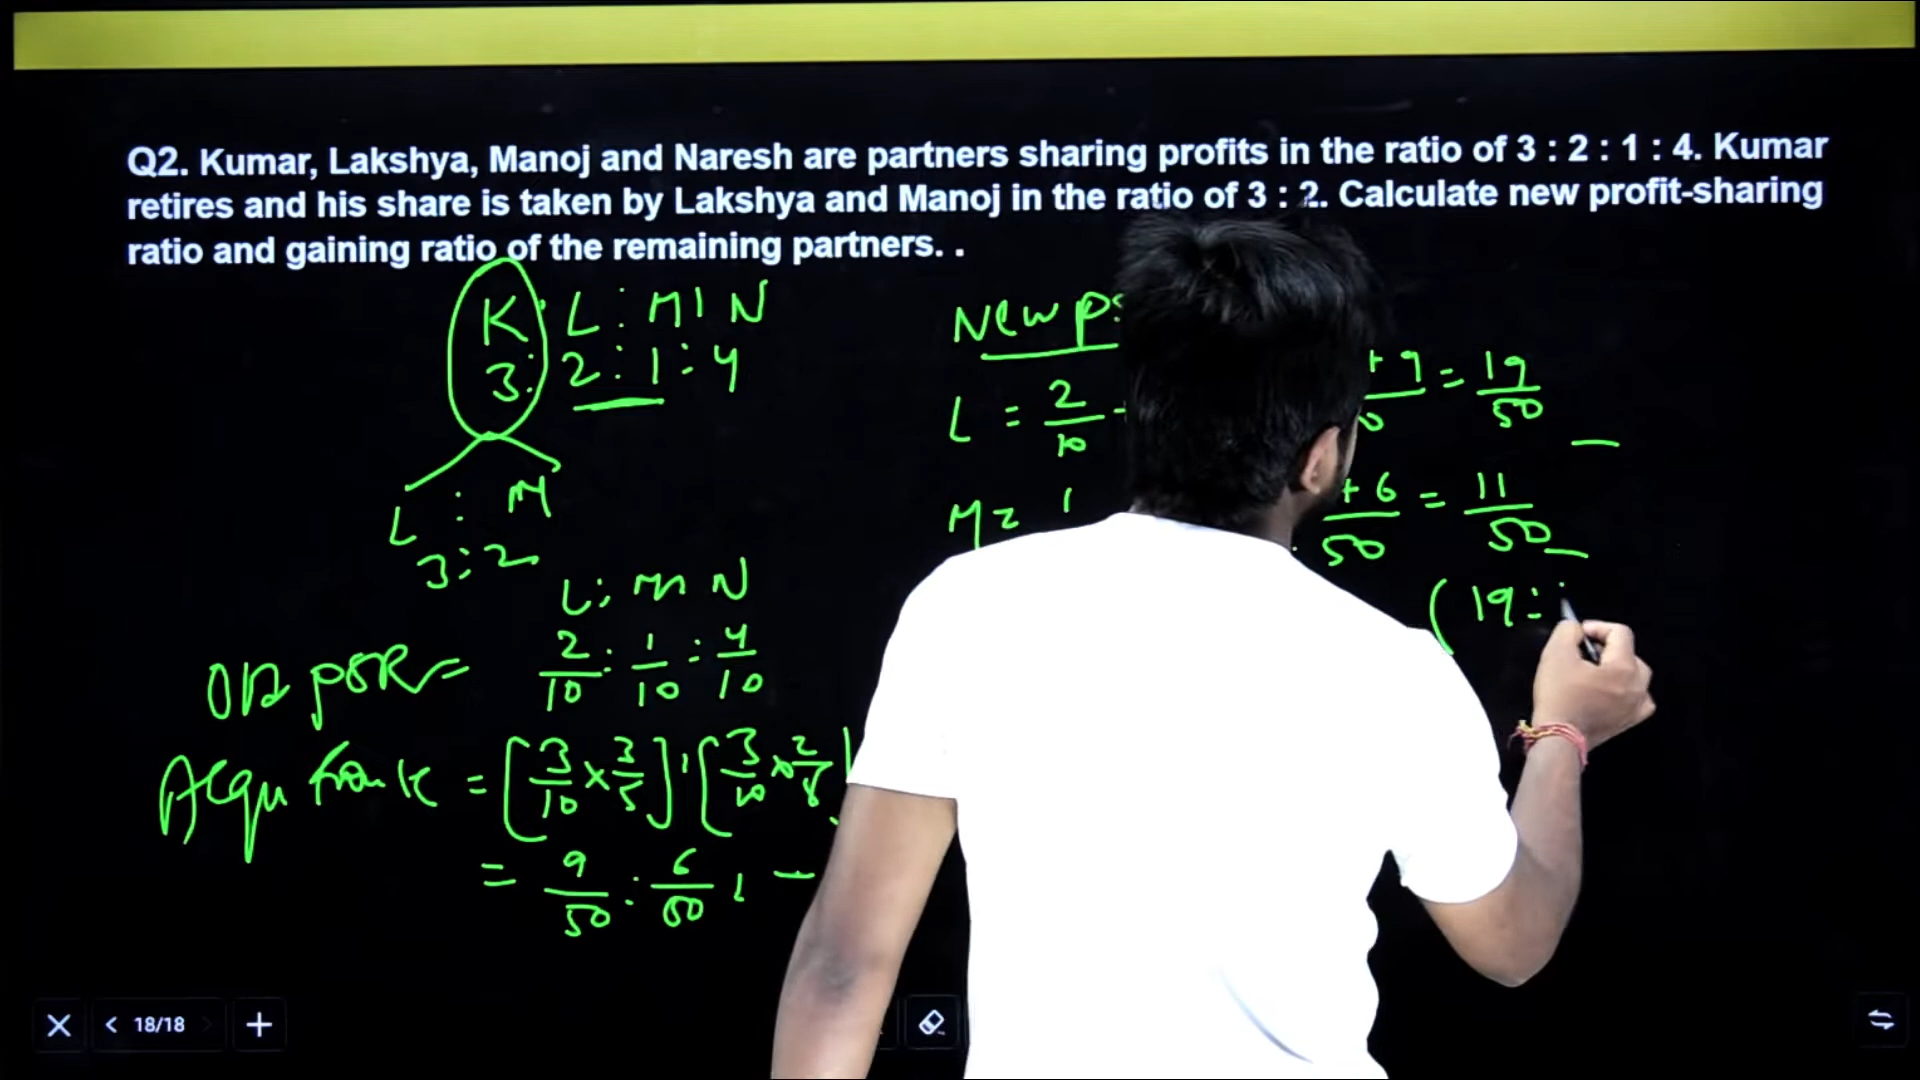 Q2. Kumar, Lakshya, Manoj and Naresh are partners sharing profits in the ratio of 3 : 2 : 1 : 4. Kumar
retires and his share is taken by Lakshya and Manoj in the ratio of 3 : 2. Calculate new profit-sharing
ratio and gaining ratio of the remaining partners. .
K : L : M | N
3 : 2 : 1 : 4
L : M
3 : 2
L : M N
Old PSR = 2/10 : 1/10 : 4/10
Acqu from K = [3/10 × 3/5] , [3/10 × 2/5
= 9/50 : 6/50 : —
New PS
L = 2/10 + 9 = 19/50
M = 1 + 6/50 = 11/50
(19 :
18/18